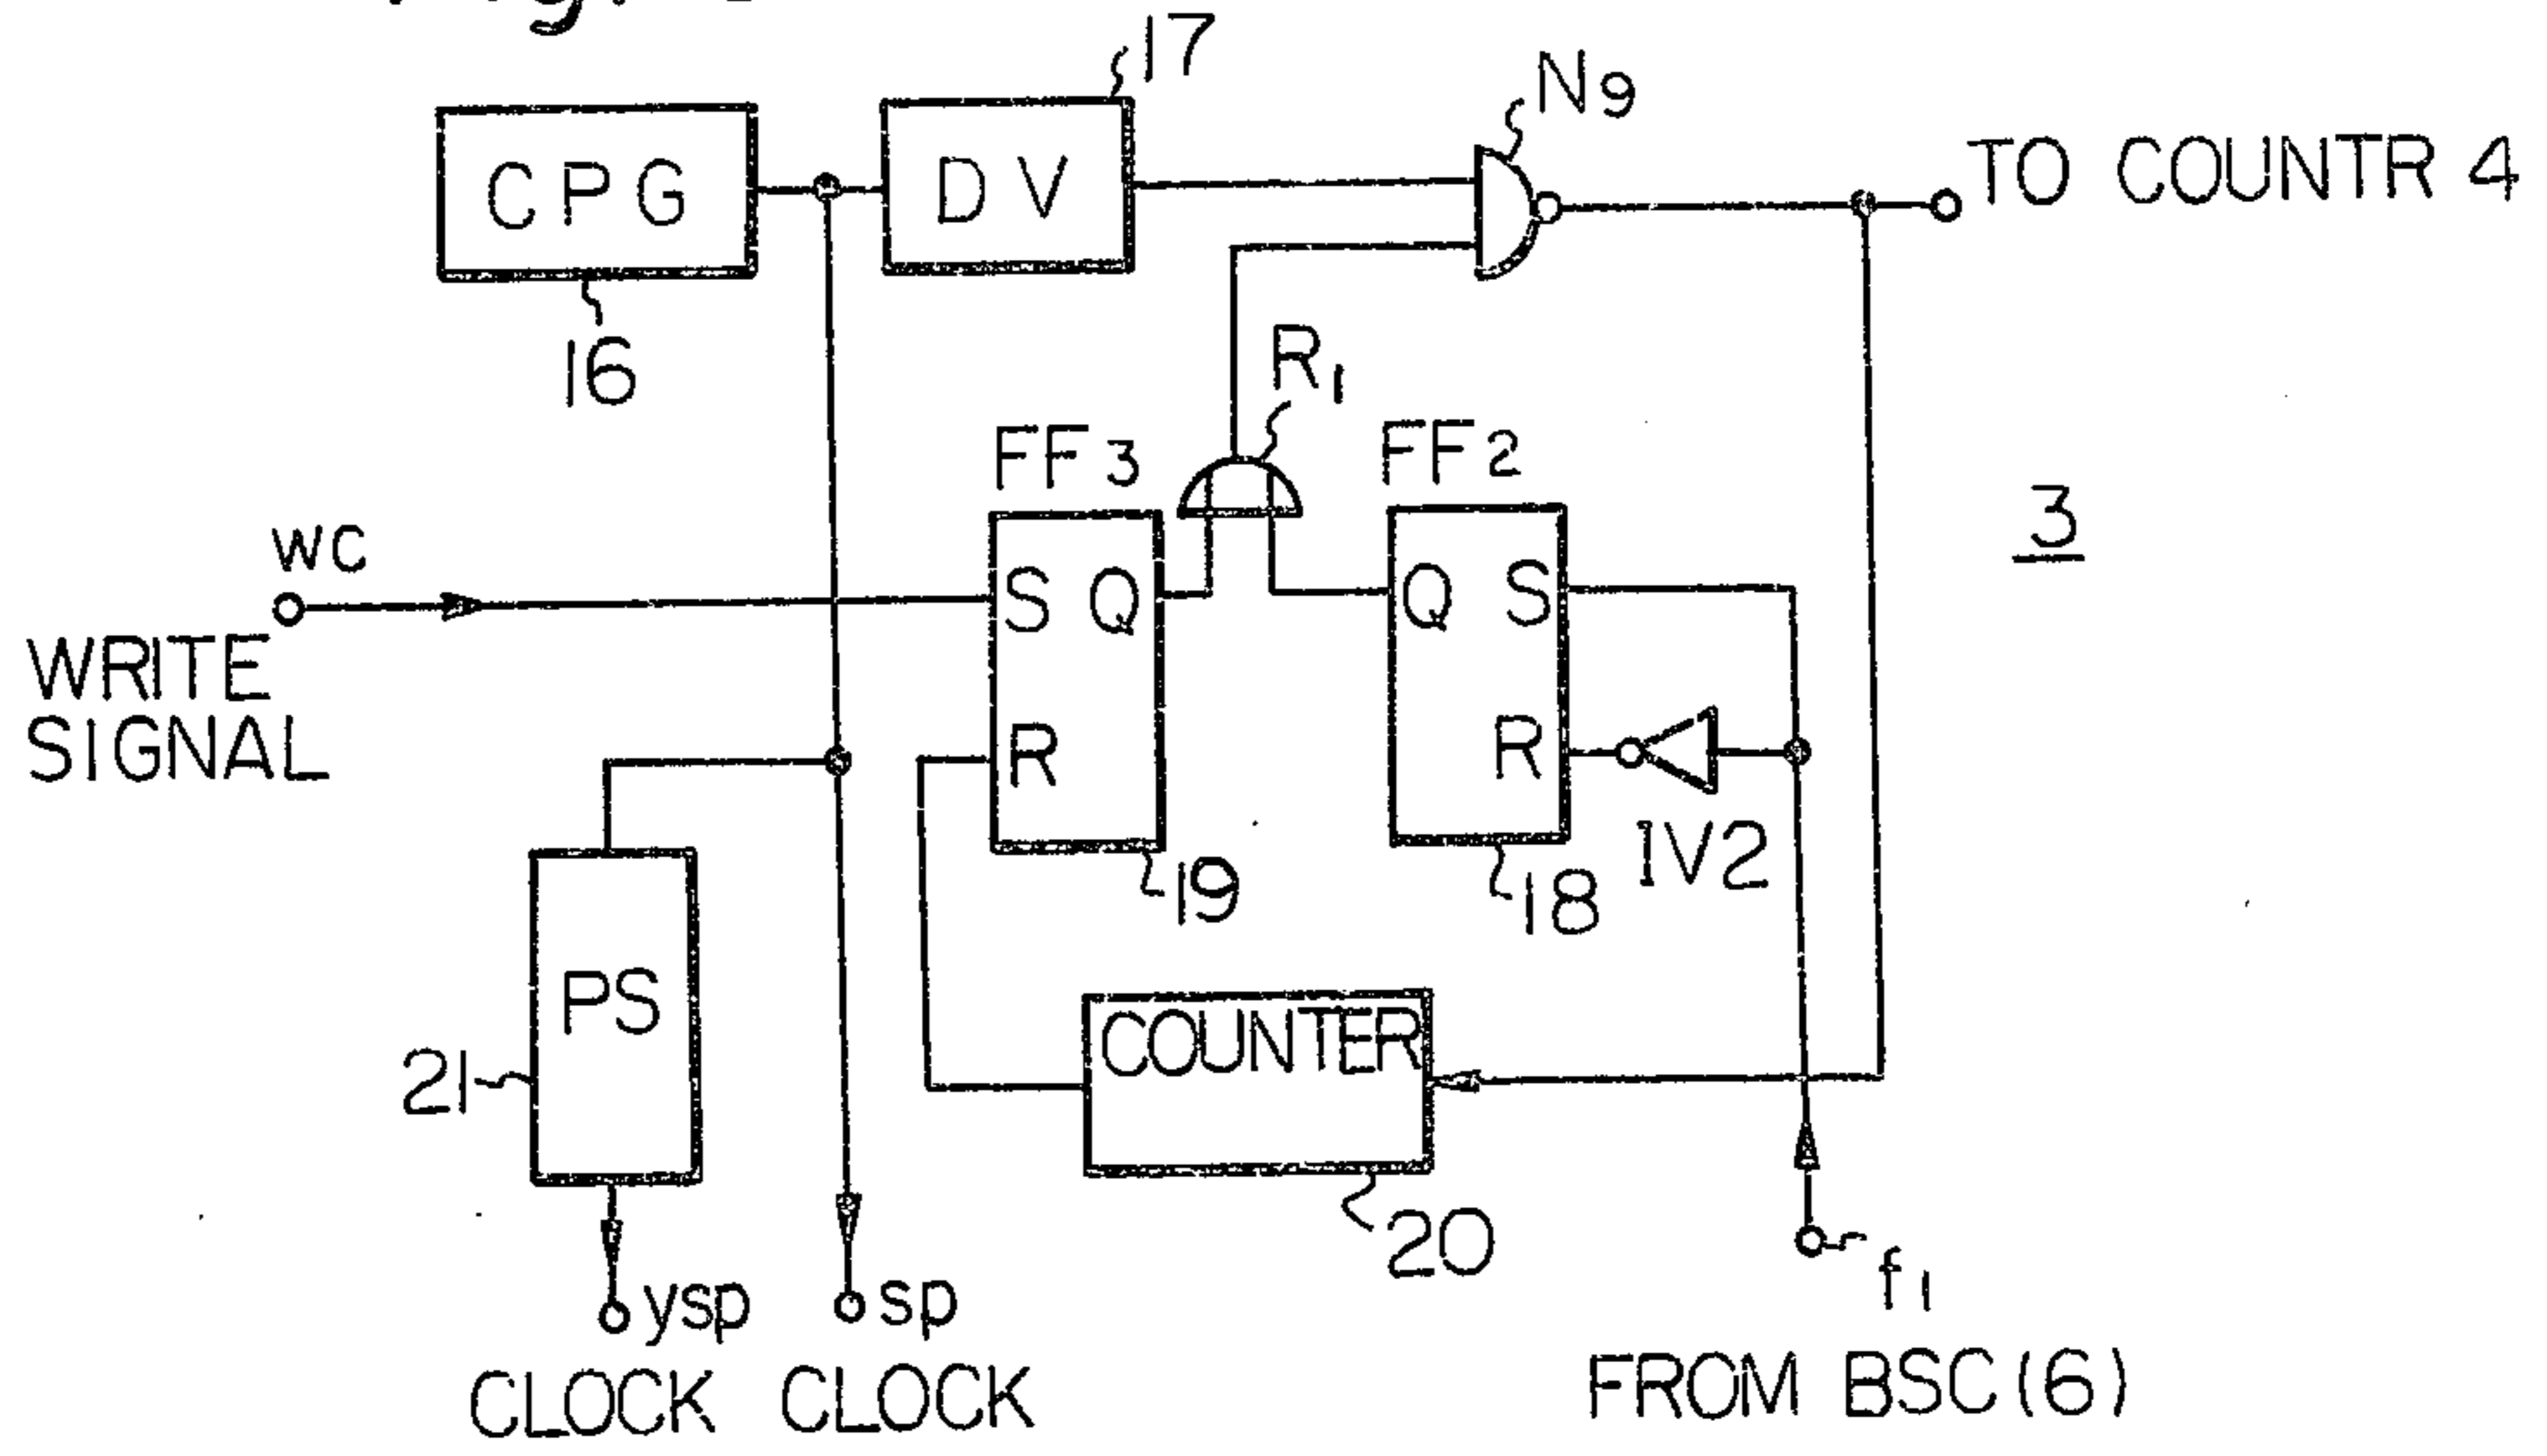 17
N9
CPG
DV
TO COUNTR 4
16
R1
FF3
FF2
3
wc
S Q
Q S
WRITE
SIGNAL
R
R
IV2
19
18
PS
COUNTER
21
20
ysp
sp
f1
CLOCK
CLOCK
FROM BSC(6)